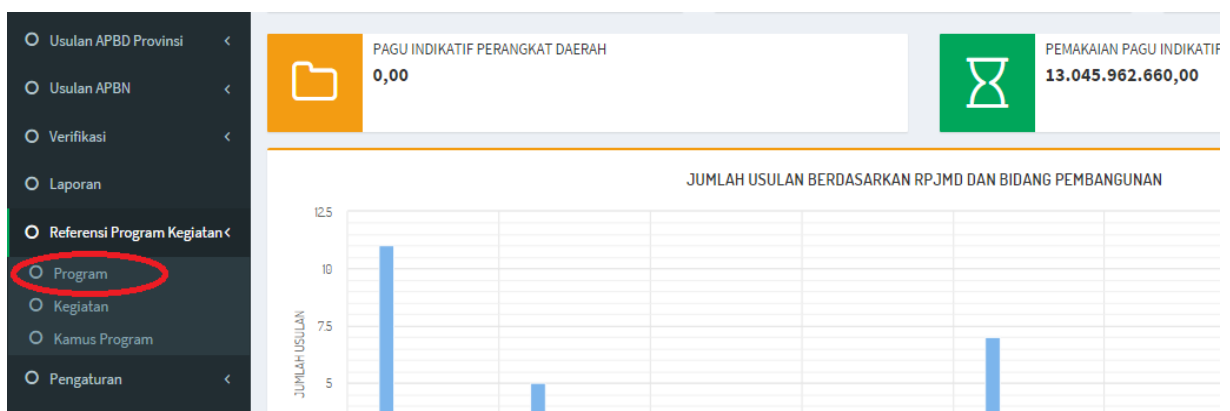 Usulan APBD Provinsi
Usulan APBN
Verifikasi
Laporan
Referensi Program Kegiatan
Program
Kegiatan
Kamus Program
Pengaturan
PAGU INDIKATIF PERANGKAT DAERAH
0,00
PEMAKAIAN PAGU INDIKATIF
13.045.962.660,00
JUMLAH USULAN BERDASARKAN RPJMD DAN BIDANG PEMBANGUNAN
JUMLAH USULAN
12.5
10
7.5
5